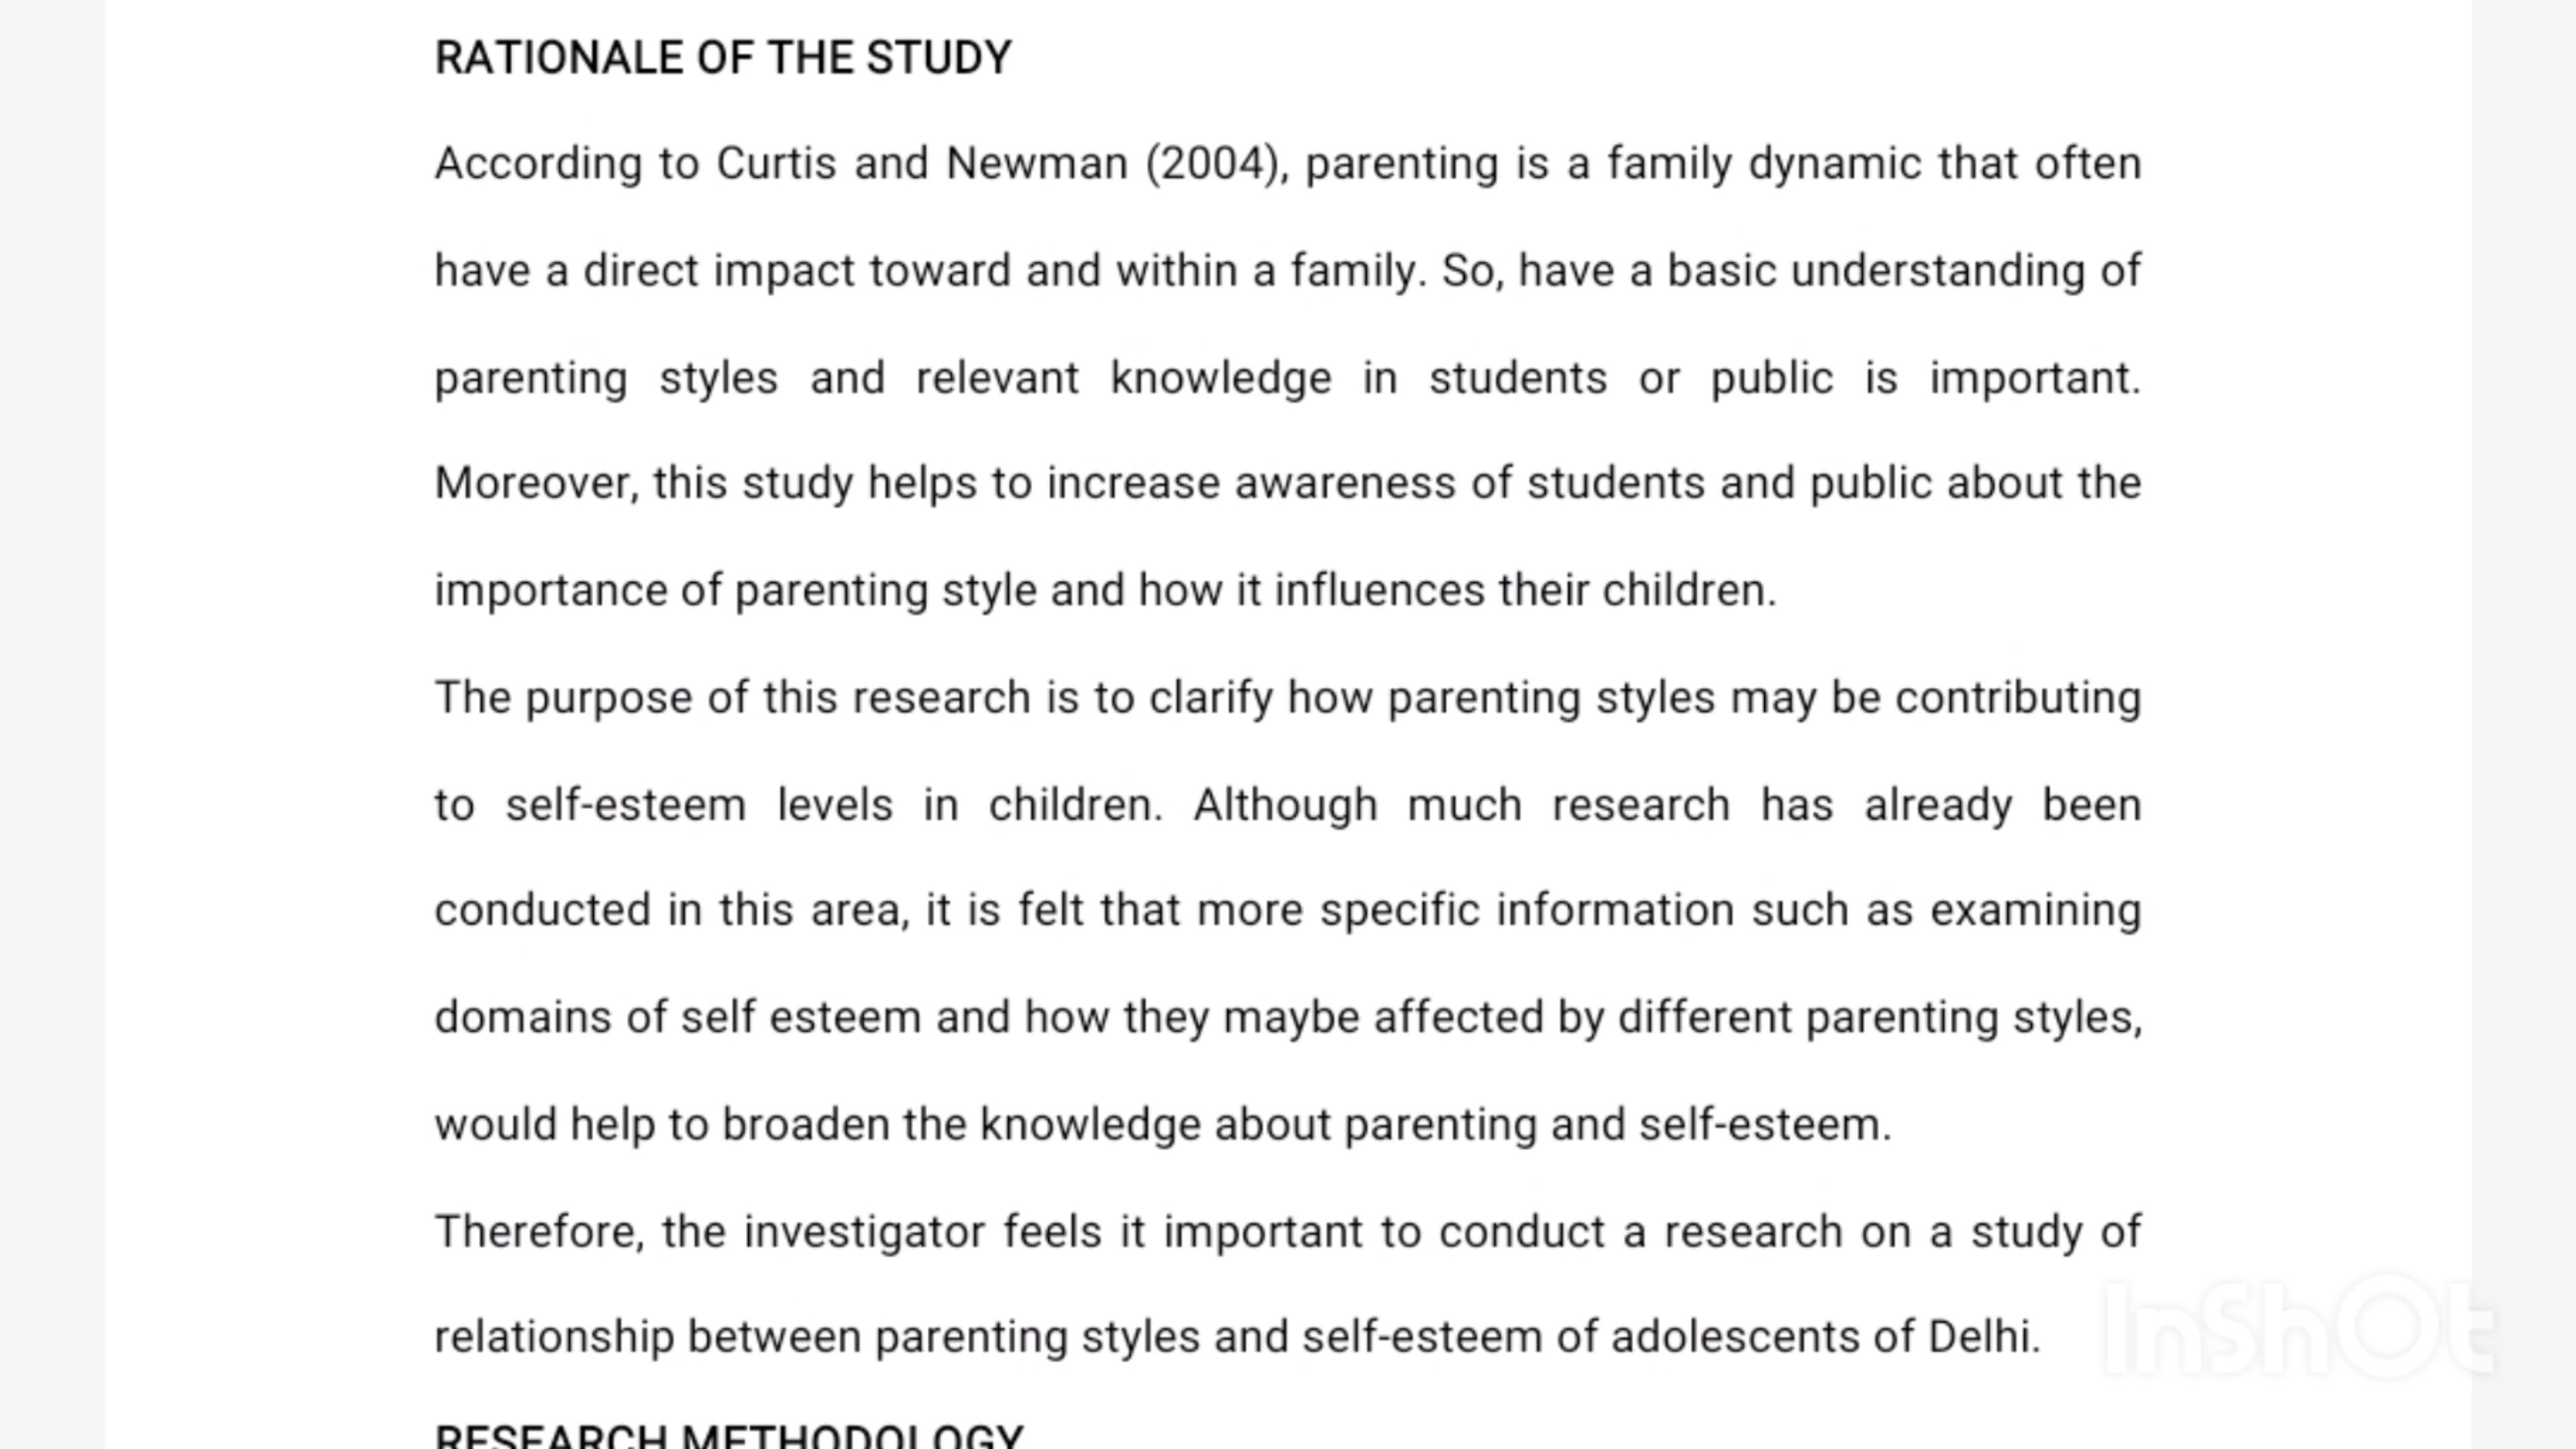 RATIONALE OF THE STUDY
According to Curtis and Newman (2004), parenting is a family dynamic that often
have a direct impact toward and within a family. So, have a basic understanding of
parenting styles and relevant knowledge in students or public is important.
Moreover, this study helps to increase awareness of students and public about the
importance of parenting style and how it influences their children.
The purpose of this research is to clarify how parenting styles may be contributing
to self-esteem levels in children. Although much research has already been
conducted in this area, it is felt that more specific information such as examining
domains of self esteem and how they maybe affected by different parenting styles,
would help to broaden the knowledge about parenting and self-esteem.
Therefore, the investigator feels it important to conduct a research on a study of
relationship between parenting styles and self-esteem of adolescents of Delhi.
InShOt
RESEARCH METHODOLOGY